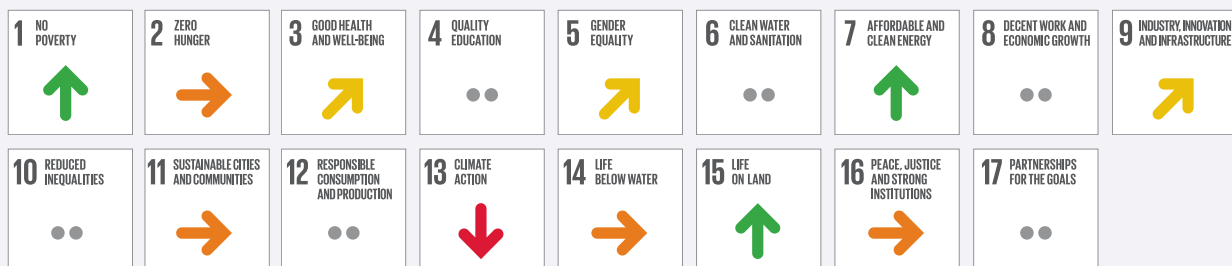 1 NO
POVERTY
2 ZERO
HUNGER
3 GOOD HEALTH
AND WELL-BEING
4 QUALITY
EDUCATION
5 GENDER
EQUALITY
6 CLEAN WATER
AND SANITATION
7 AFFORDABLE AND
CLEAN ENERGY
8 DECENT WORK AND
ECONOMIC GROWTH
9 INDUSTRY, INNOVATION
AND INFRASTRUCTURE
10 REDUCED
INEQUALITIES
11 SUSTAINABLE CITIES
AND COMMUNITIES
12 RESPONSIBLE
CONSUMPTION
AND PRODUCTION
13 CLIMATE
ACTION
14 LIFE
BELOW WATER
15 LIFE
ON LAND
16 PEACE, JUSTICE
AND STRONG
INSTITUTIONS
17 PARTNERSHIPS
FOR THE GOALS